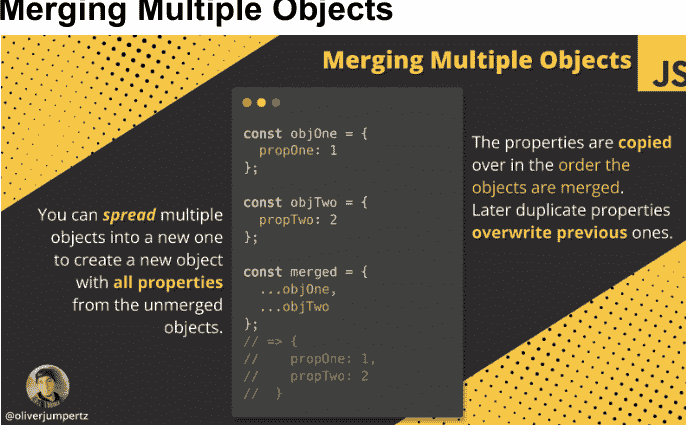 Merging Multiple Objects
Merging Multiple Objects
JS
You can spread multiple
objects into a new one
to create a new object
with all properties
from the unmerged
objects.
const objOne = {
  propOne: 1
};
const objTwo = {
  propTwo: 2
};
const merged = {
  ...objOne,
  ...objTwo
};
// => {
//    propOne: 1,
//    propTwo: 2
//  }
The properties are copied
over in the order the
objects are merged.
Later duplicate properties
overwrite previous ones.
@oliverjumpertz